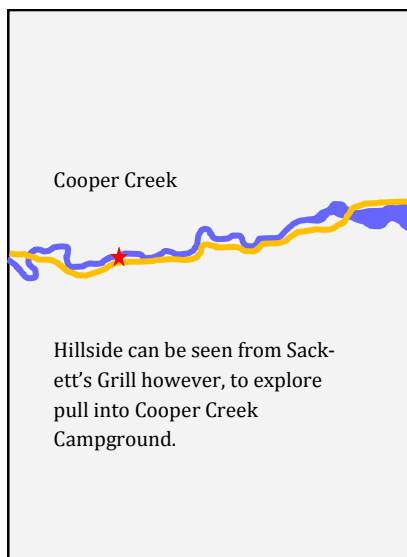 Cooper Creek
Hillside can be seen from Sack-
ett’s Grill however, to explore
pull into Cooper Creek
Campground.